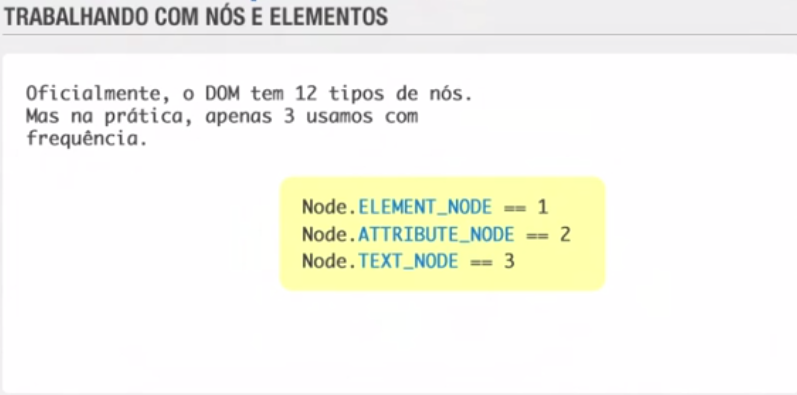 TRABALHANDO COM NÓS E ELEMENTOS
Oficialmente, o DOM tem 12 tipos de nós.
Mas na prática, apenas 3 usamos com
frequência.
Node.ELEMENT_NODE == 1
Node.ATTRIBUTE_NODE == 2
Node.TEXT_NODE == 3